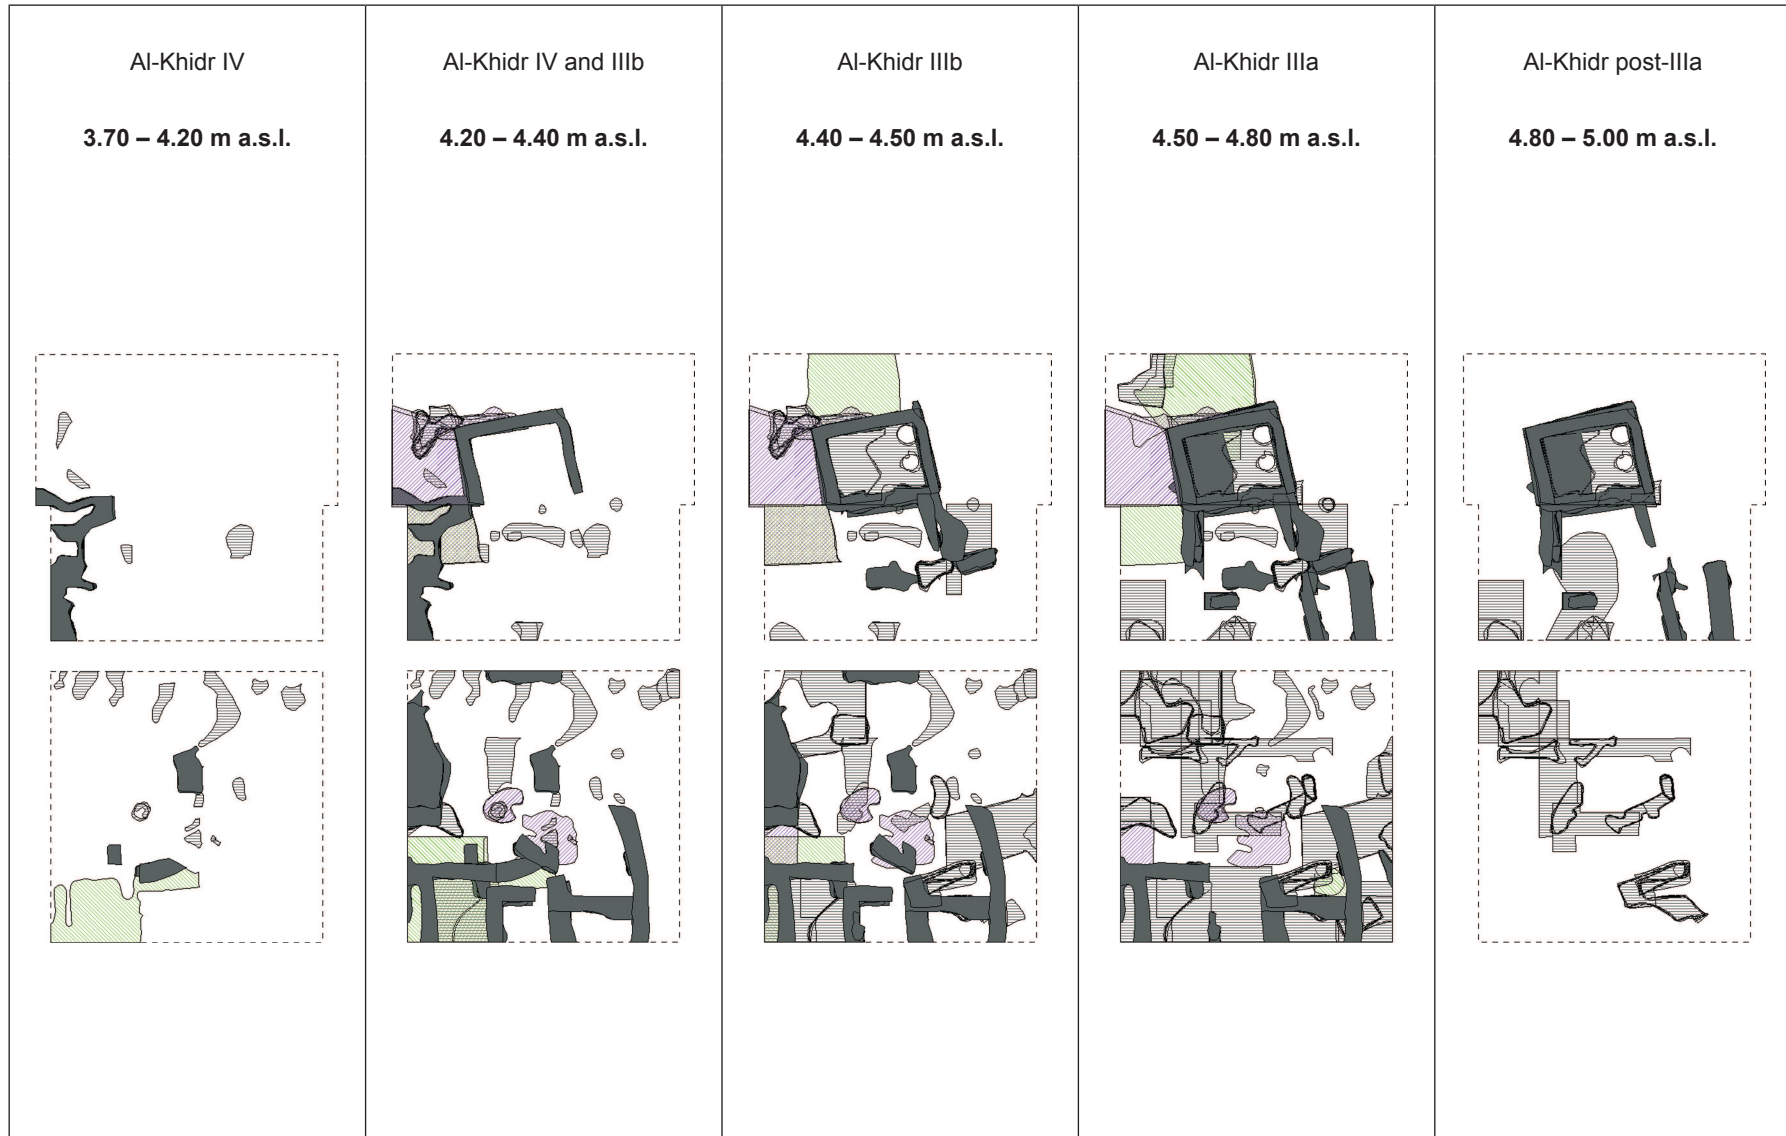 Al-Khidr IV
3.70 – 4.20 m a.s.l.
Al-Khidr IV and IIIb
4.20 – 4.40 m a.s.l.
Al-Khidr IIIb
4.40 – 4.50 m a.s.l.
Al-Khidr IIIa
4.50 – 4.80 m a.s.l.
Al-Khidr post-IIIa
4.80 – 5.00 m a.s.l.